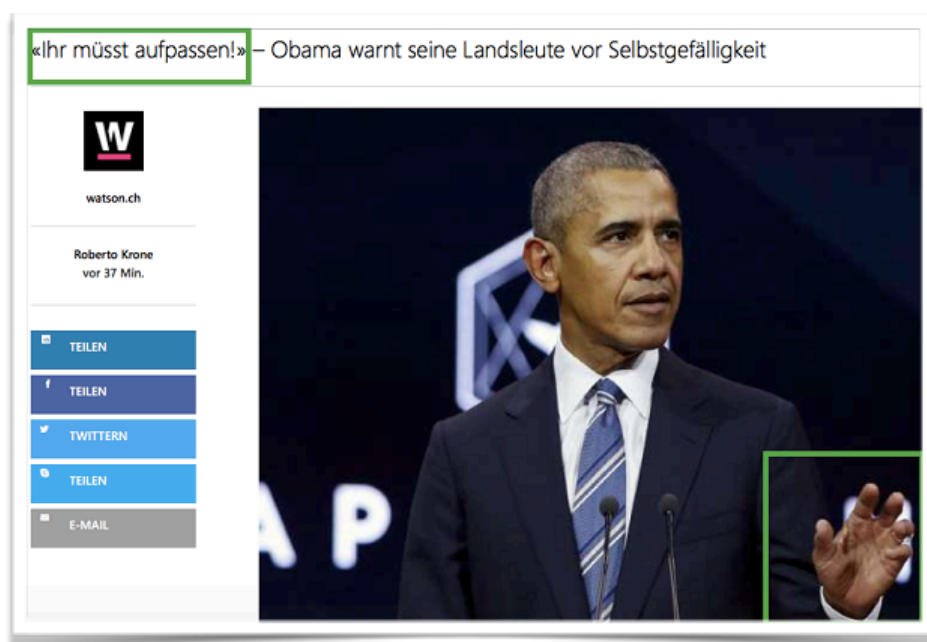 «Ihr müsst aufpassen!» – Obama warnt seine Landsleute vor Selbstgefälligkeit
W
watson.ch
Roberto Krone
vor 37 Min.
in TEILEN
f TEILEN
TWITTERN
S TEILEN
E-MAIL
A P